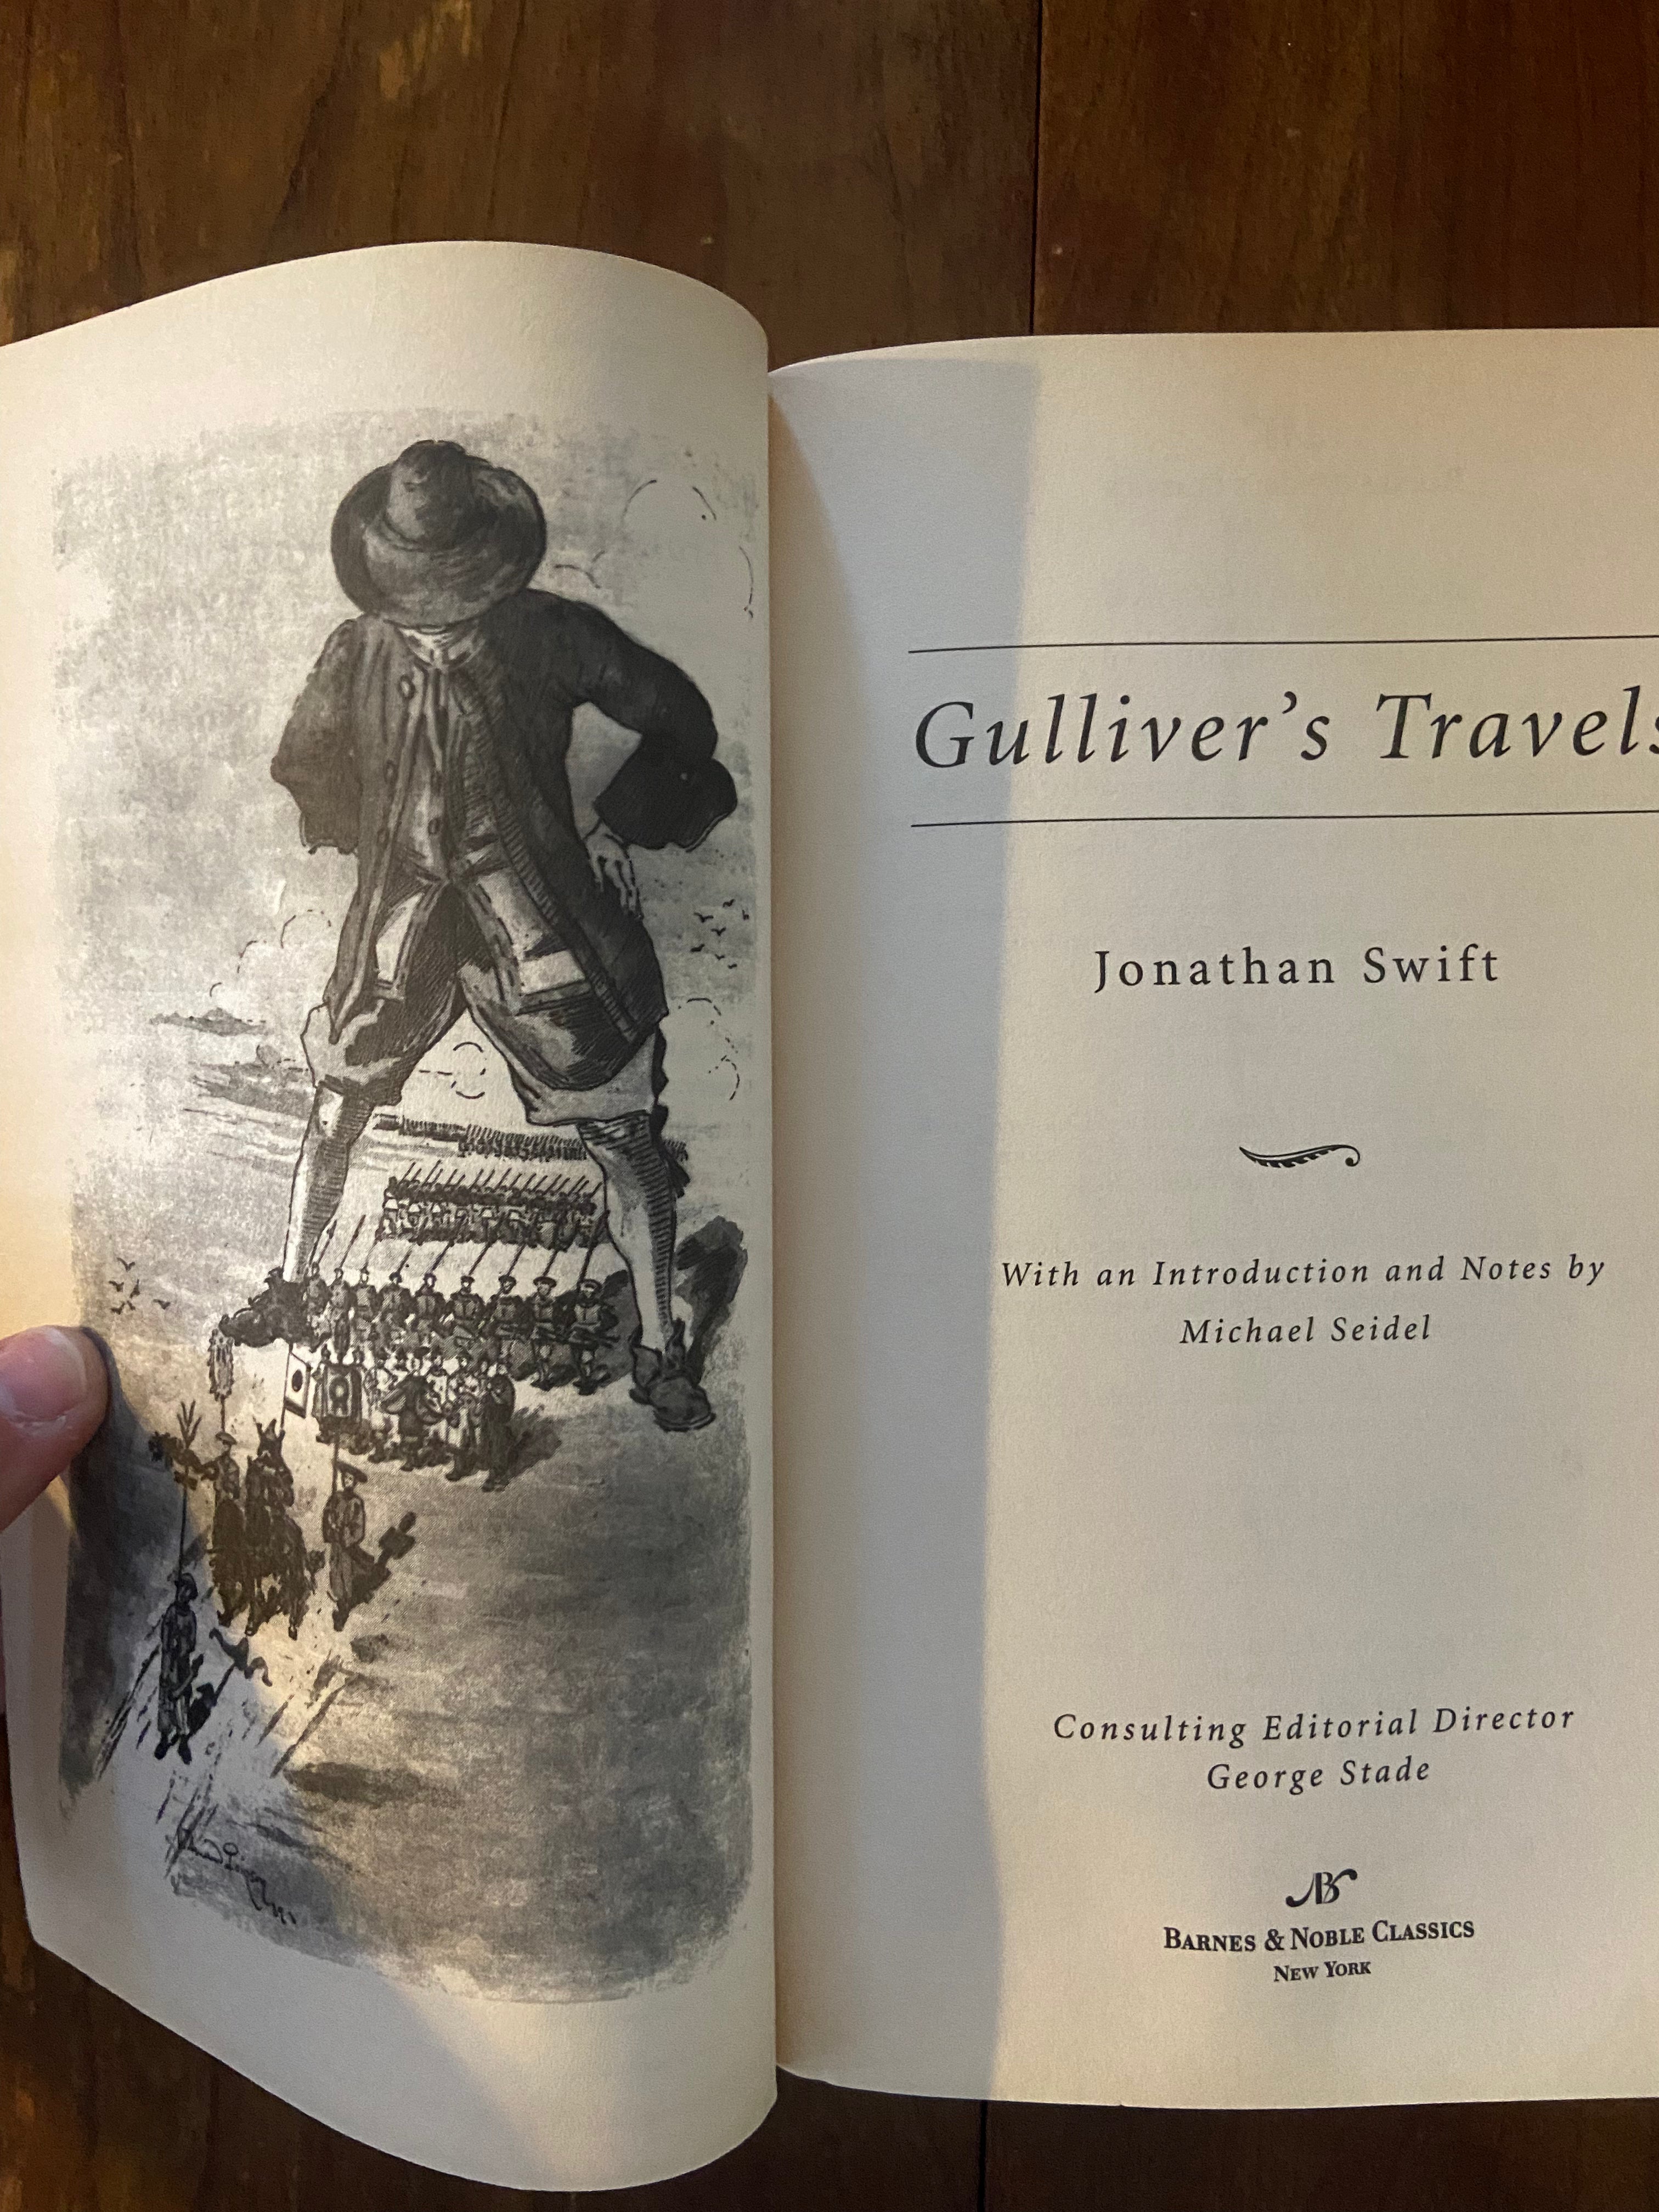 Gulliver's Travels
Jonathan Swift
With an Introduction and Notes by
Michael Seidel
Consulting Editorial Director
George Stade
B
BARNES & NOBLE CLASSICS
NEW YORK